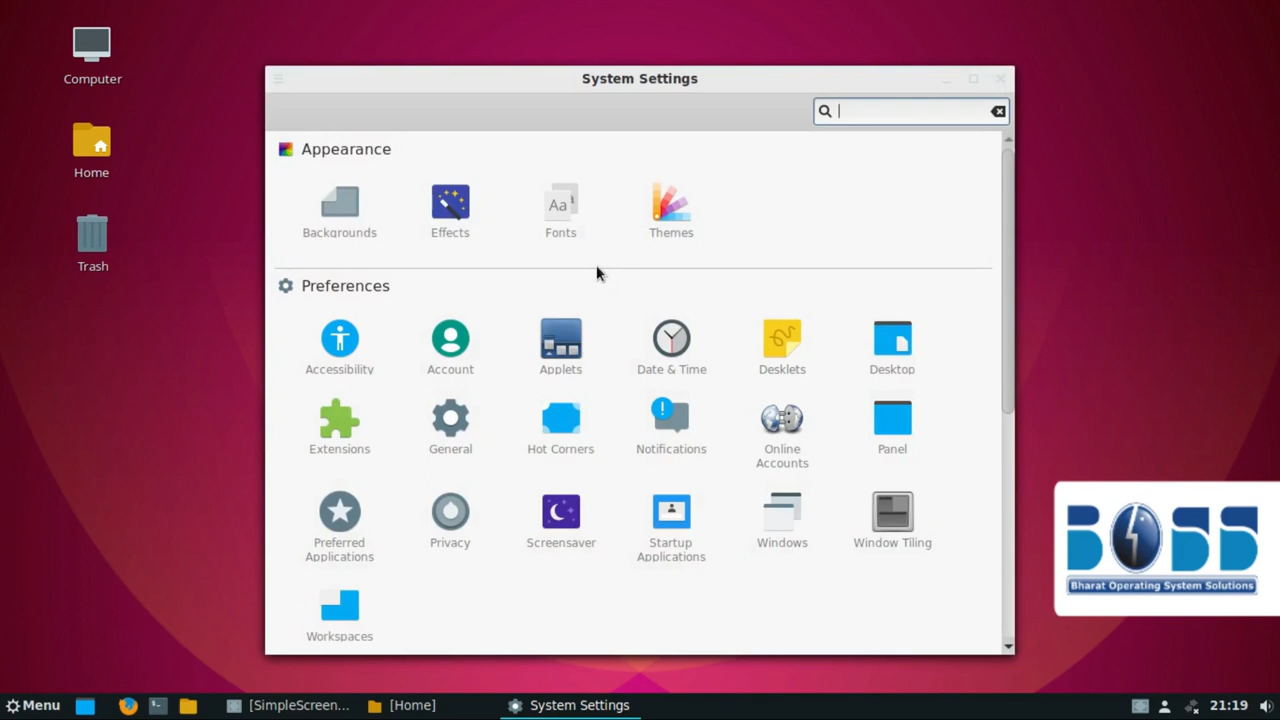 Computer
Home
Trash
System Settings
Appearance
Backgrounds
Effects
Aa
Fonts
Themes
Preferences
Accessibility
Account
Applets
Date & Time
Desklets
Desktop
Extensions
General
Hot Corners
!
Notifications
Online
Accounts
Panel
Preferred
Applications
Privacy
Screensaver
Startup
Applications
Windows
Window Tiling
Workspaces
BOSS
Bharat Operating System Solutions
Menu
[SimpleScreen...
[Home]
System Settings
21:19